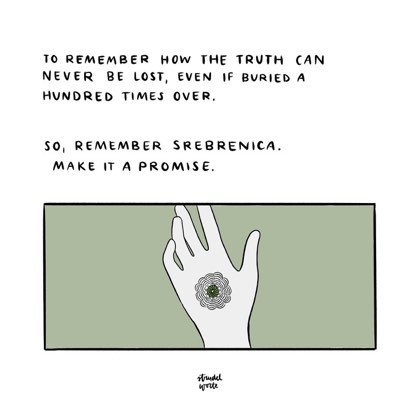 TO REMEMBER HOW THE TRUTH CAN
NEVER BE LOST, EVEN IF BURIED A
HUNDRED TIMES OVER.
SO, REMEMBER SREBRENICA.
MAKE IT A PROMISE.
strudel